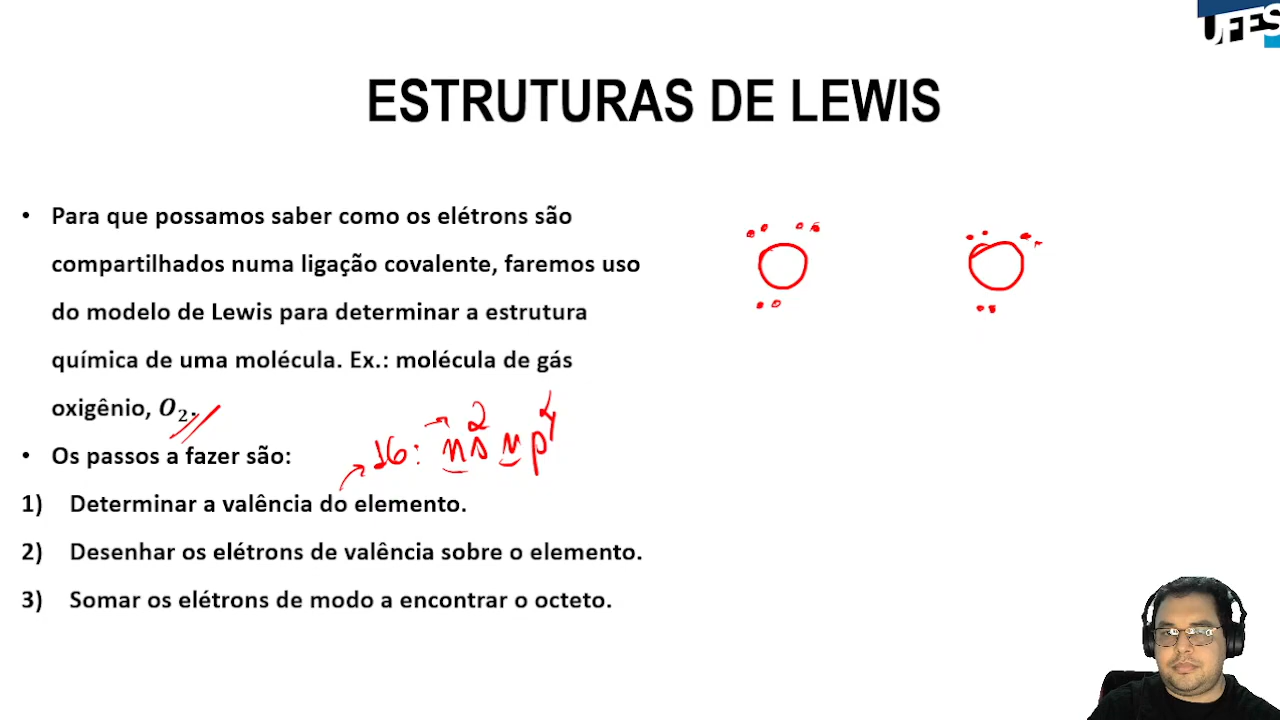 UFES
ESTRUTURAS DE LEWIS
• Para que possamos saber como os elétrons são
compartilhados numa ligação covalente, faremos uso
do modelo de Lewis para determinar a estrutura
química de uma molécula. Ex.: molécula de gás
oxigênio, O₂.
16: ns² np⁴
• Os passos a fazer são:
1) Determinar a valência do elemento.
2) Desenhar os elétrons de valência sobre o elemento.
3) Somar os elétrons de modo a encontrar o octeto.